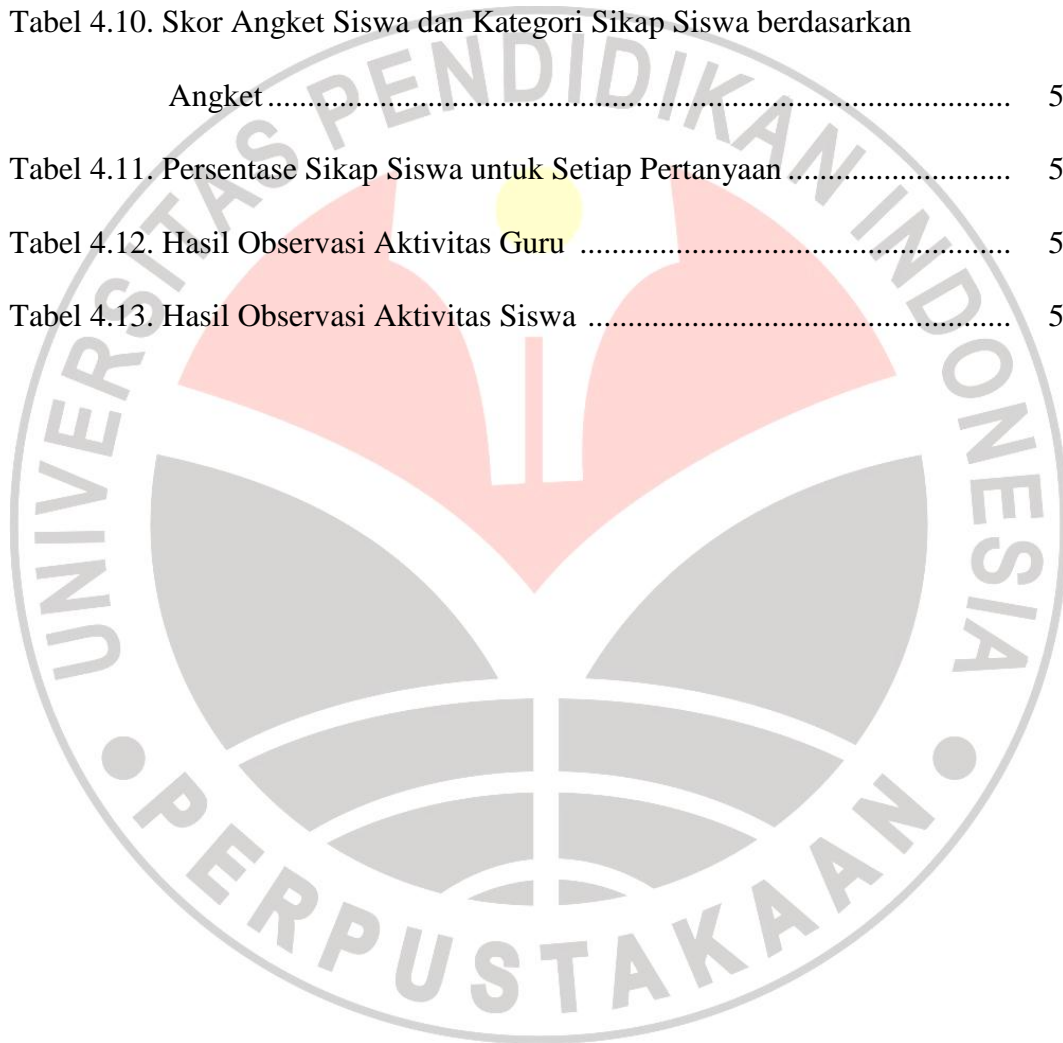 Tabel 4.10. Skor Angket Siswa dan Kategori Sikap Siswa berdasarkan
Angket ............................................................................... 5
Tabel 4.11. Persentase Sikap Siswa untuk Setiap Pertanyaan ........................ 5
Tabel 4.12. Hasil Observasi Aktivitas Guru .............................................. 5
Tabel 4.13. Hasil Observasi Aktivitas Siswa ............................................. 5
UNIVERSITAS PENDIDIKAN INDONESIA
PERPUSTAKAAN